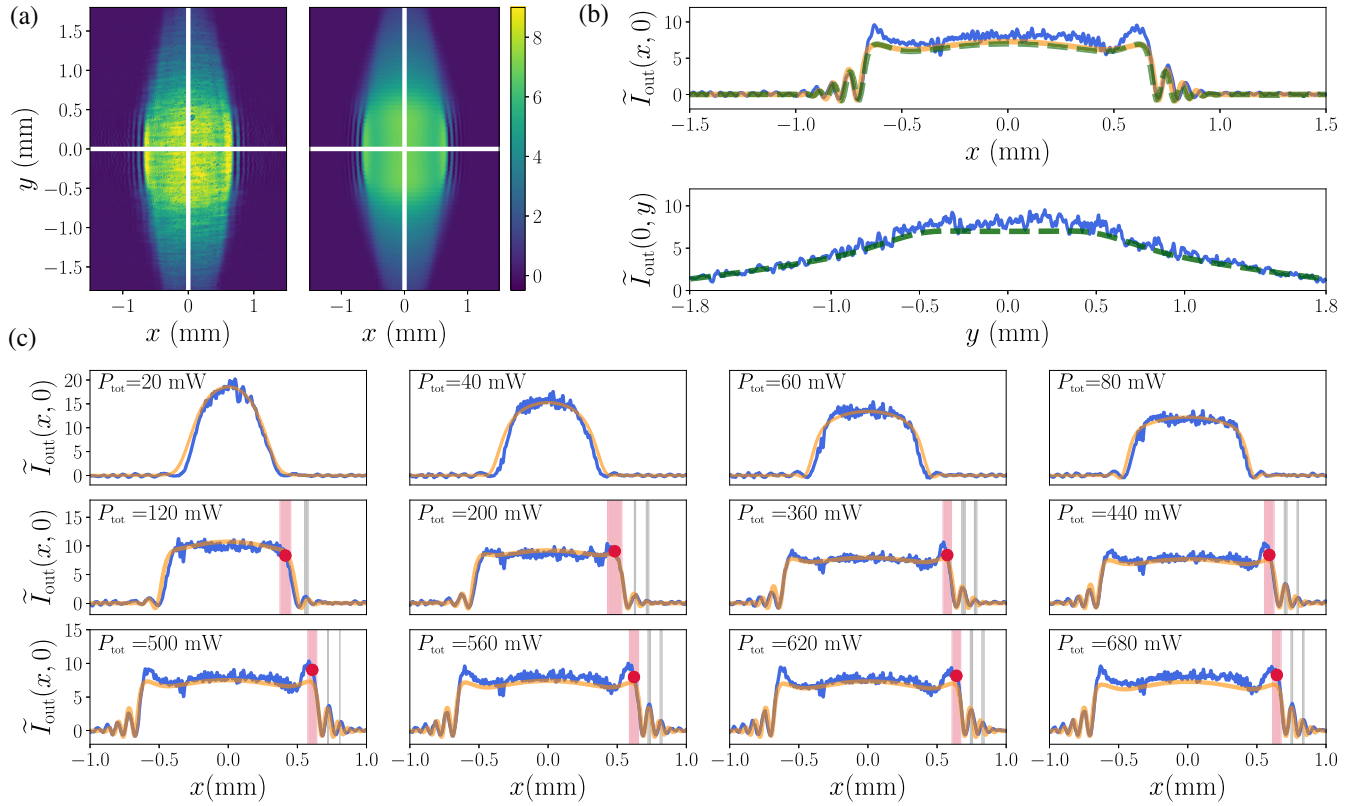 (a)
y (mm)
1.5
1.0
0.5
0.0
−0.5
−1.0
−1.5
−1 0 1
x (mm)
−1 0 1
x (mm)
8
6
4
2
0
(b)
Ĩout(x, 0)
10
5
0
−1.5 −1.0 −0.5 0.0 0.5 1.0 1.5
x (mm)
Ĩout(0, y)
10
5
0
-1.8 −1.0 −0.5 0.0 0.5 1.0 1.8
y (mm)
(c)
Ĩout(x, 0)
20
15
10
5
0
Ptot=20 mW
Ptot=40 mW
Ptot=60 mW
Ptot=80 mW
Ĩout(x, 0)
15
10
5
0
Ptot=120 mW
Ptot=200 mW
Ptot=360 mW
Ptot=440 mW
Ĩout(x, 0)
15
10
5
0
Ptot=500 mW
Ptot=560 mW
Ptot=620 mW
Ptot=680 mW
−1.0 −0.5 0.0 0.5 1.0
−1.0 −0.5 0.0 0.5 1.0
−1.0 −0.5 0.0 0.5 1.0
−1.0 −0.5 0.0 0.5 1.0
x(mm)
x(mm)
x(mm)
x(mm)